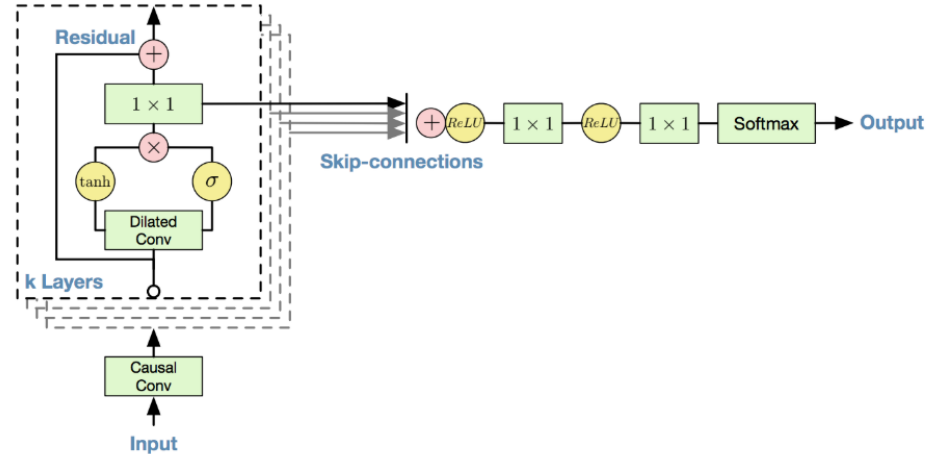 Residual
+
1 × 1
×
tanh
σ
Dilated
Conv
k Layers
Causal
Conv
Input
Skip-connections
+
ReLU
1 × 1
ReLU
1 × 1
Softmax
Output